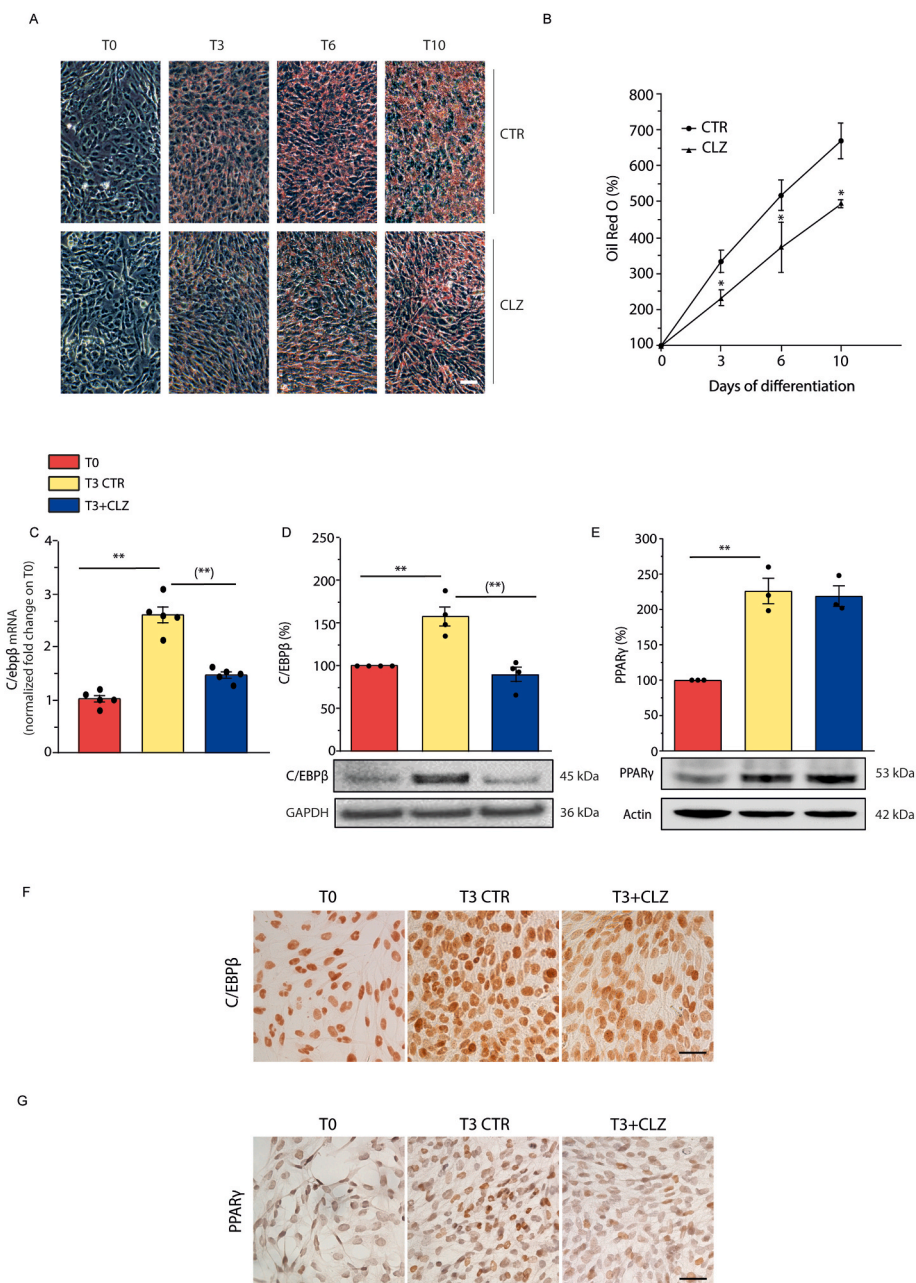 A
T0 T3 T6 T10
CTR
CLZ
B
800
700
600
500
400
300
200
100
CTR
CLZ
*
*
*
0 3 6 10
Oil Red O (%)
Days of differentiation
T0
T3 CTR
T3+CLZ
C
4
3
2
1
0
C/ebpβ mRNA
(normalized fold change on T0)
**
(**)
D
250
200
150
100
50
0
C/EBPβ (%)
**
(**)
C/EBPβ 45 kDa
GAPDH 36 kDa
E
300
250
200
150
100
50
0
PPARγ (%)
**
PPARγ 53 kDa
Actin 42 kDa
F
T0 T3 CTR T3+CLZ
C/EBPβ
G
T0 T3 CTR T3+CLZ
PPARγ